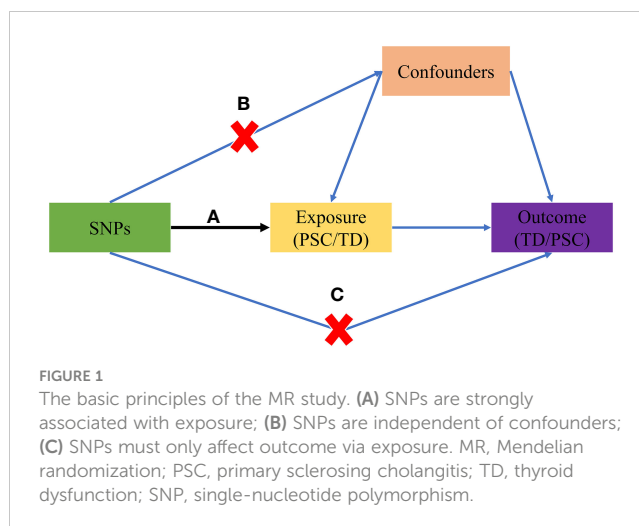 Confounders
B
A
SNPs
Exposure
(PSC/TD)
Outcome
(TD/PSC)
C
FIGURE 1
The basic principles of the MR study. (A) SNPs are strongly
associated with exposure; (B) SNPs are independent of confounders;
(C) SNPs must only affect outcome via exposure. MR, Mendelian
randomization; PSC, primary sclerosing cholangitis; TD, thyroid
dysfunction; SNP, single-nucleotide polymorphism.